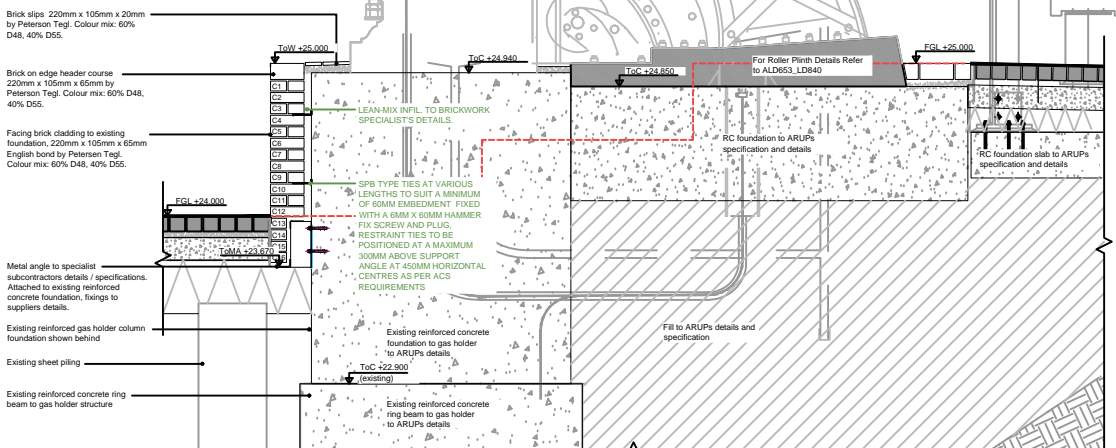 Brick slips 220mm x 105mm x 20mm
by Peterson Tegl. Colour mix: 60%
D48, 40% D55.
ToW +25.000
Brick on edge header course
220mm x 105mm x 65mm by
Peterson Tegl. Colour mix: 60% D48,
40% D55.
Facing brick cladding to existing
foundation, 220mm x 105mm x 65mm
English bond by Petersen Tegl.
Colour mix: 60% D48, 40% D55.
FGL +24.000
ToMA +23.670
Metal angle to specialist
subcontractors details / specifications.
Attached to existing reinforced
concrete foundation, fixings to
suppliers details.
Existing reinforced gas holder column
foundation shown behind
Existing sheet piling
Existing reinforced concrete ring
beam to gas holder structure
C1
C2
C3
C4
C5
C6
C7
C8
C9
C10
C11
C12
C13
C14
C15
ToC +24.940
LEAN-MIX INFIL. TO BRICKWORK
SPECIALIST'S DETAILS.
SPB TYPE TIES AT VARIOUS
LENGTHS TO SUIT A MINIMUM
OF 60MM EMBEDMENT FIXED
WITH A 6MM X 60MM HAMMER
FIX SCREW AND PLUG,
RESTRAINT TIES TO BE
POSITIONED AT A MAXIMUM
300MM ABOVE SUPPORT
ANGLE AT 450MM HORIZONTAL
CENTRES AS PER ACS
REQUIREMENTS
Existing reinforced concrete
foundation to gas holder
to ARUPs details
ToC +22.900
(existing)
Existing reinforced concrete
ring beam to gas holder
to ARUPs details
ToC +24.850
For Roller Plinth Details Refer
to ALD653_LD840
FGL +25.000
RC foundation to ARUPs
specification and details
RC foundation slab to ARUPs
specification and details
Fill to ARUPs details and
specification